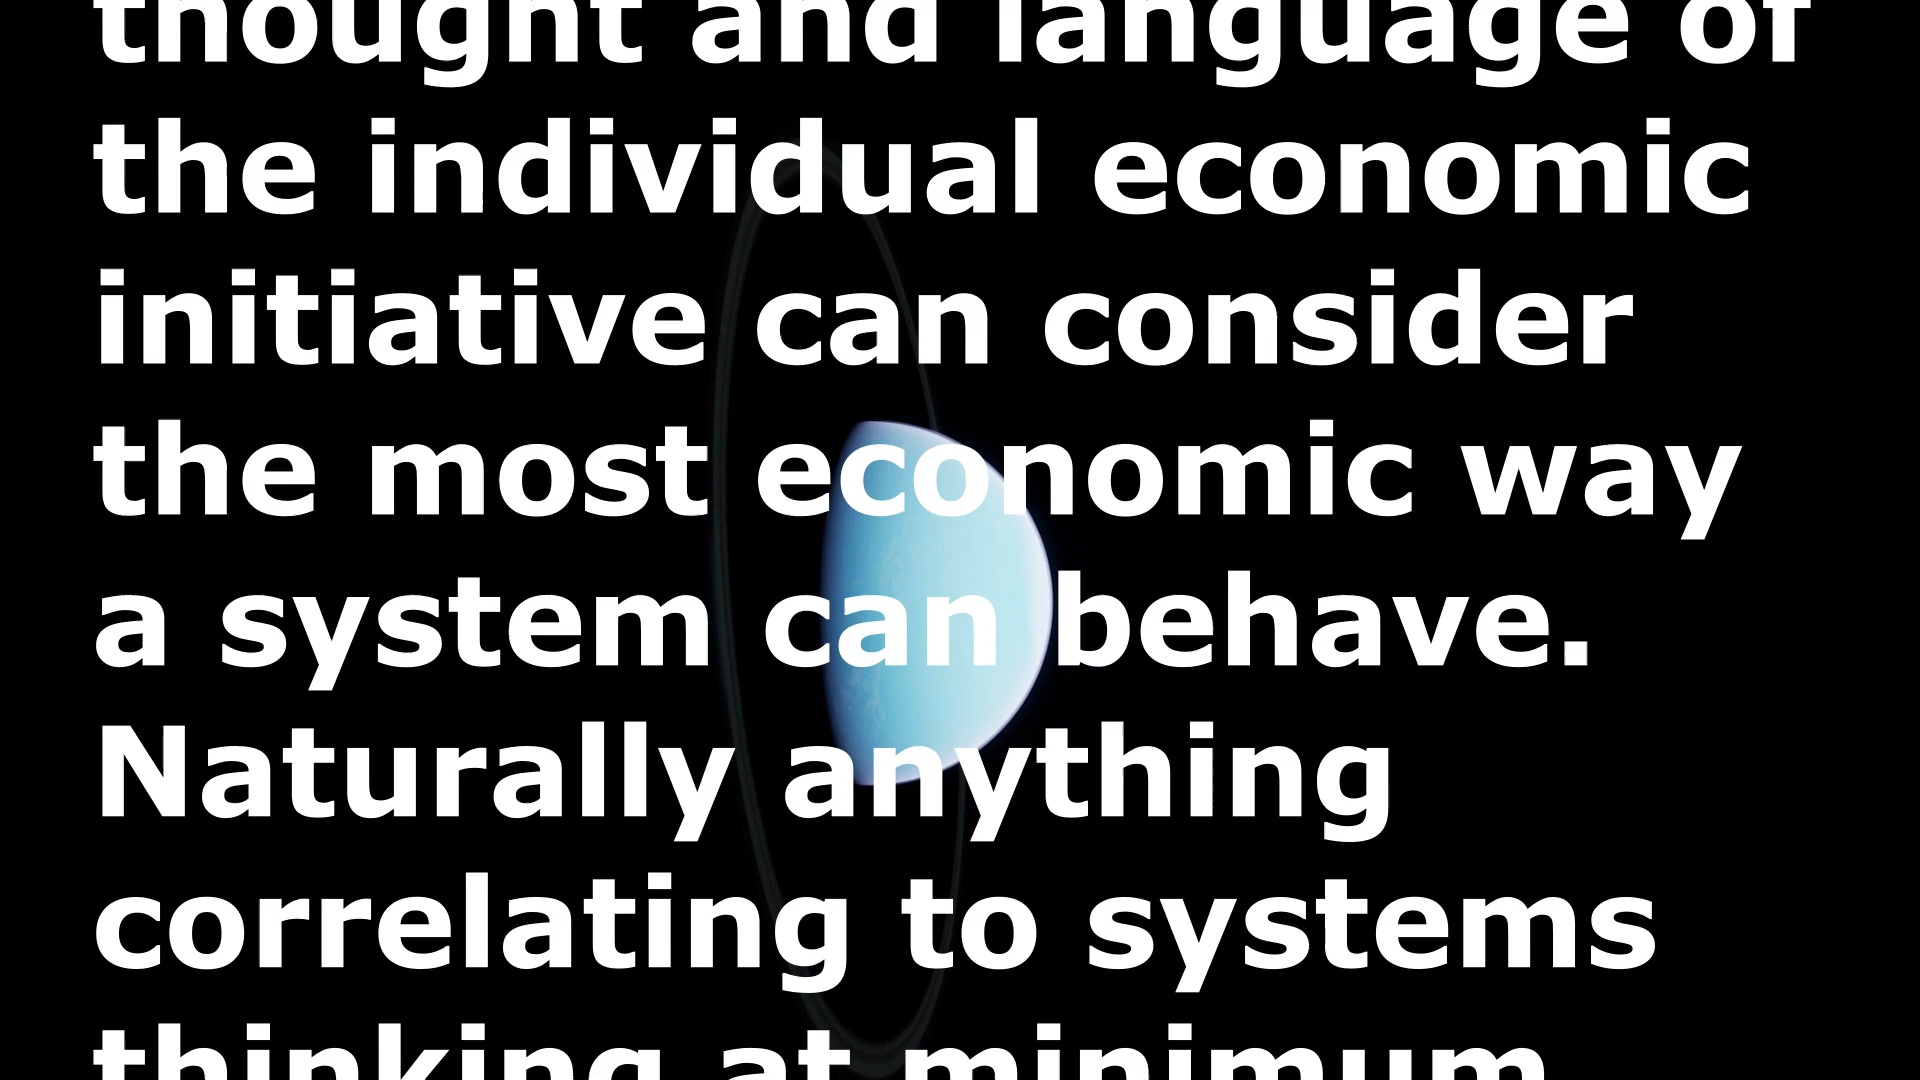 thought and language of
the individual economic
initiative can consider
the most economic way
a system can behave.
Naturally anything
correlating to systems
thinking at minimum